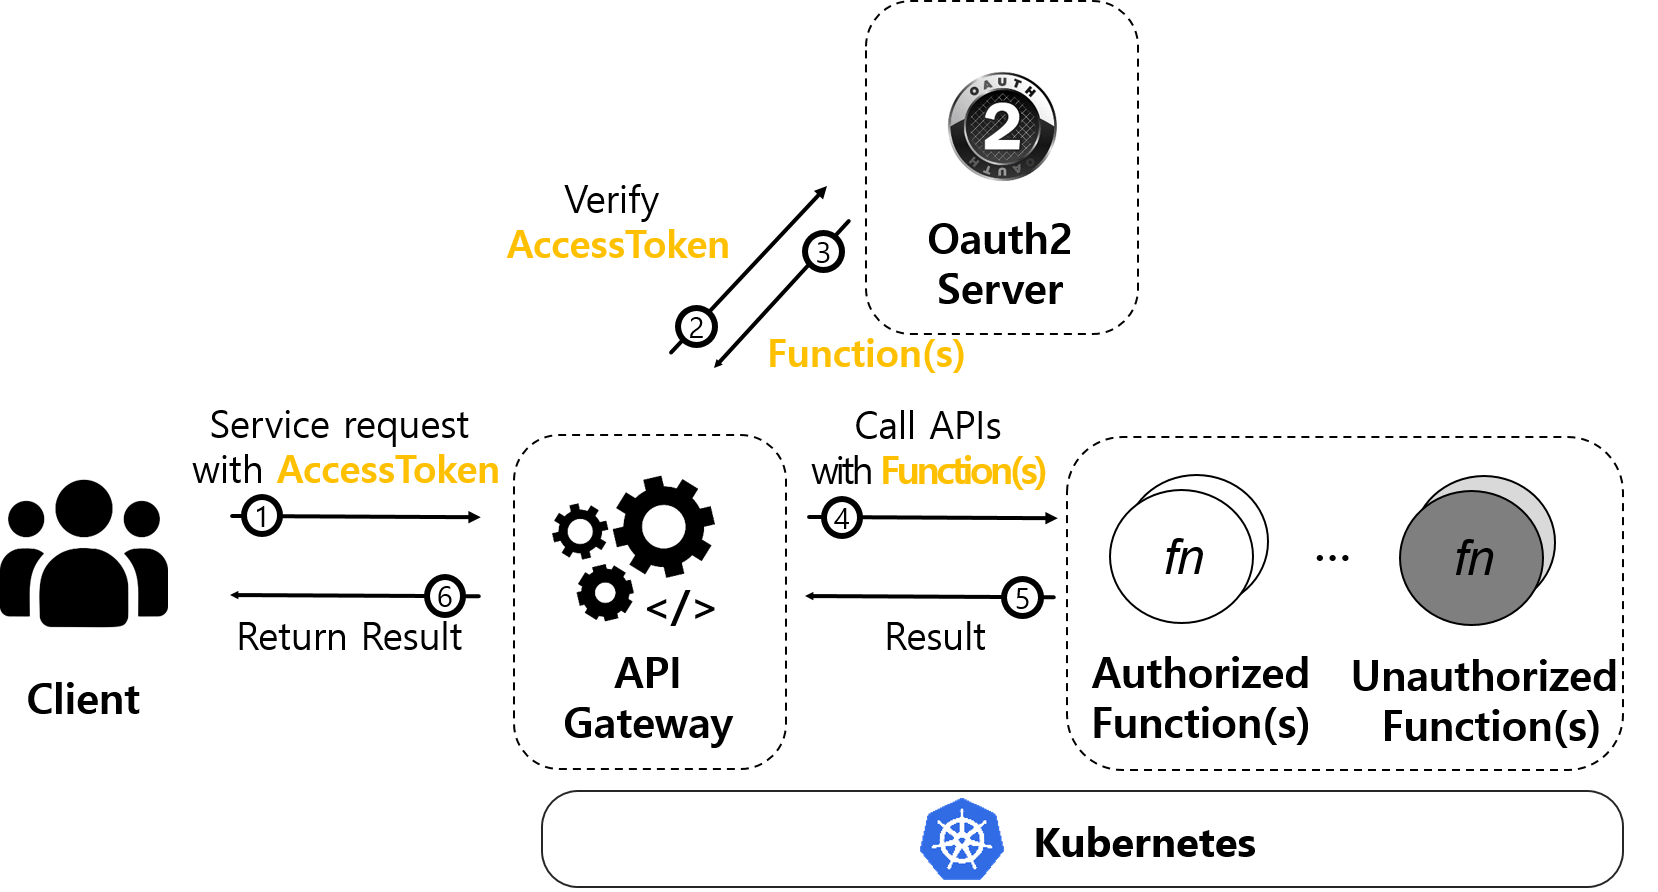 OAUTH
2
OAUTH
Oauth2
Server
Verify
AccessToken
3
2
Function(s)
Service request
with AccessToken
1
6
Return Result
Client
</>
API
Gateway
Call APIs
with Function(s)
4
5
Result
fn
...
fn
Authorized
Function(s)
Unauthorized
Function(s)
Kubernetes